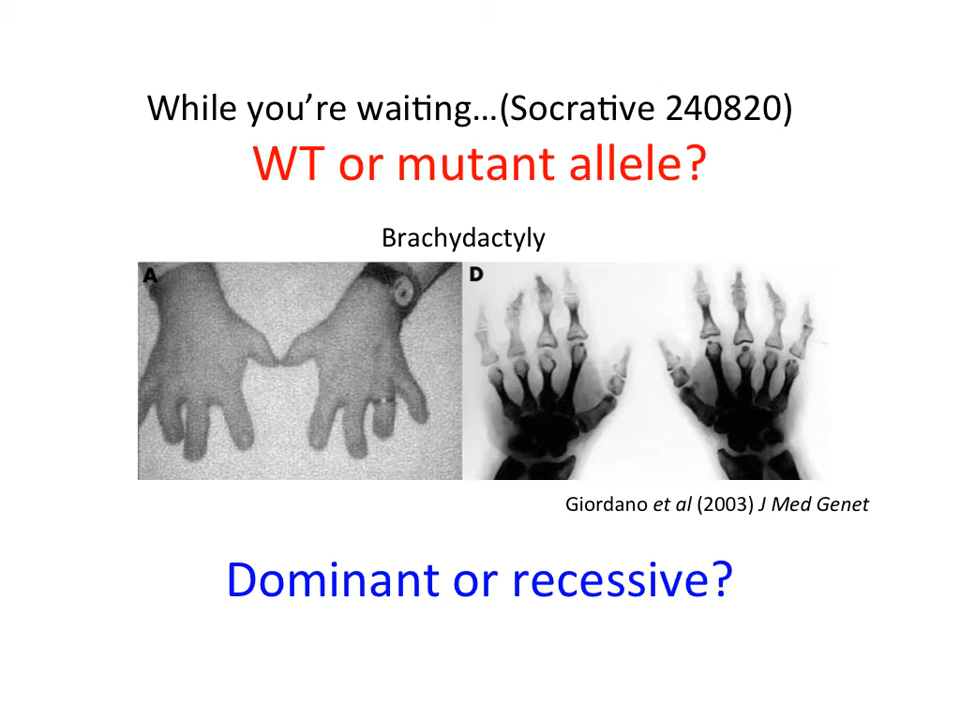 While you're waiting...(Socrative 240820)
WT or mutant allele?
Brachydactyly
A
D
Giordano et al (2003) J Med Genet
Dominant or recessive?